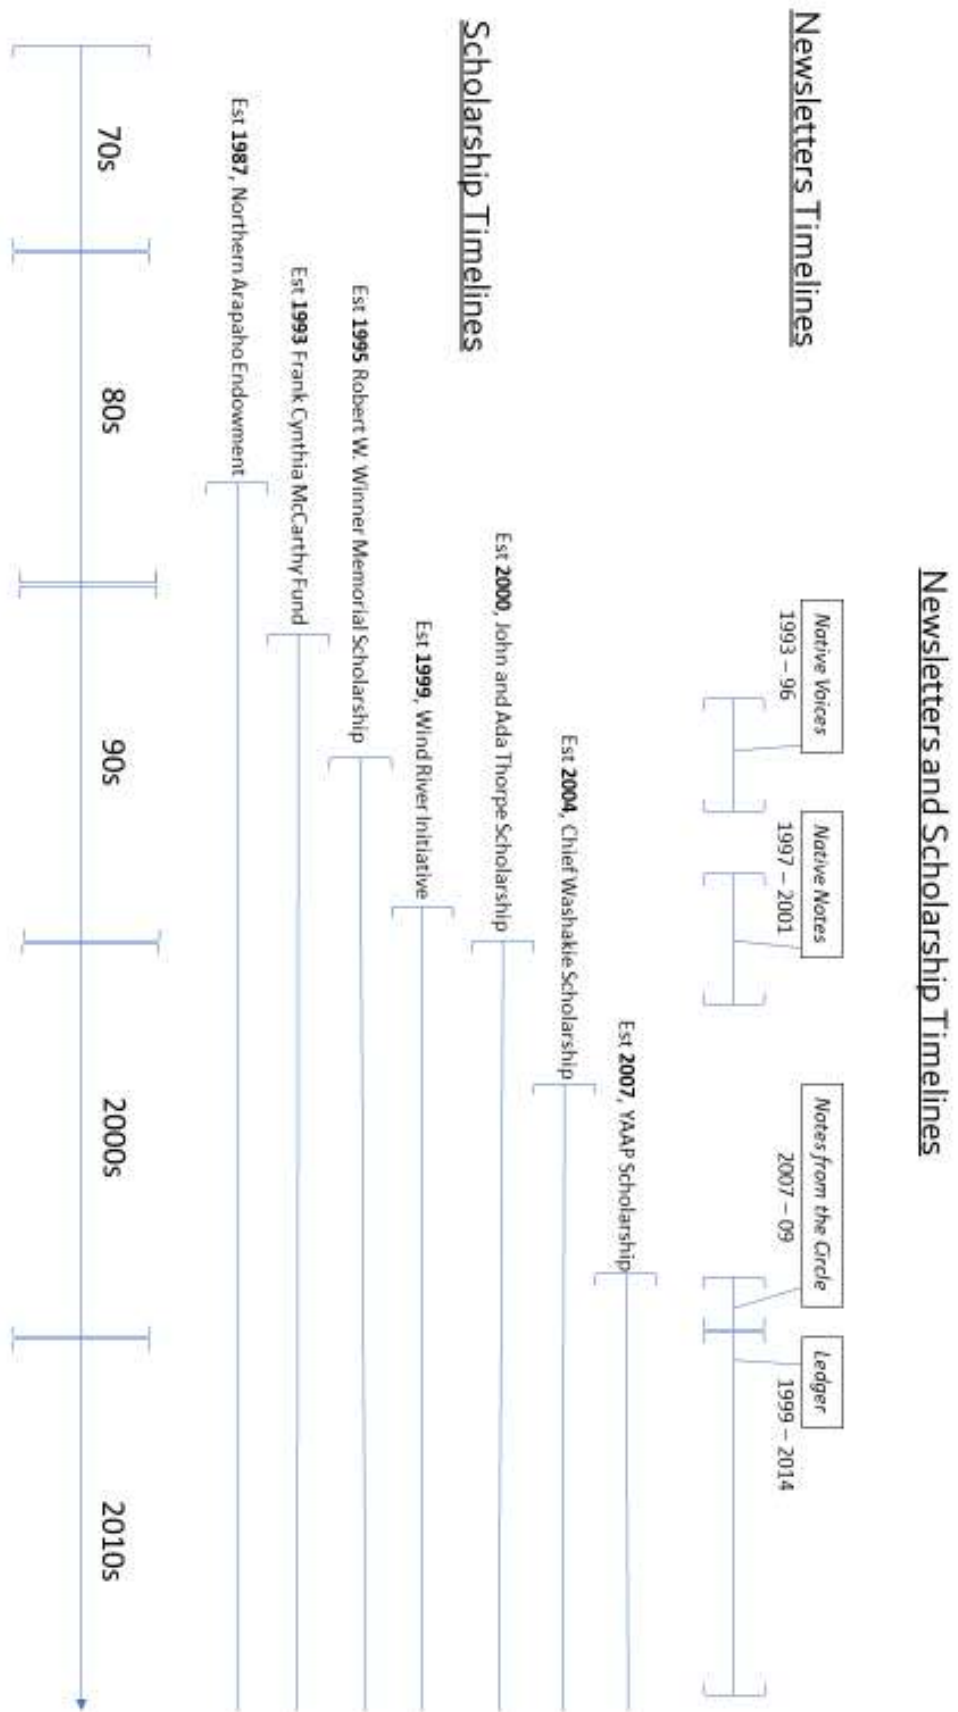 Newsletters and Scholarship Timelines
Newsletters Timelines
Native Voices
1993 – 96
Native Notes
1997 – 2001
Notes from the Circle
2007 – 09
Ledger
1999 – 2014
Scholarship Timelines
Est 2007, YAAP Scholarship
Est 2004, Chief Washakie Scholarship
Est 2000, John and Ada Thorpe Scholarship
Est 1999, Wind River Initiative
Est 1995 Robert W. Winner Memorial Scholarship
Est 1993 Frank Cynthia McCarthy Fund
Est 1987, Northern Arapaho Endowment
70s
80s
90s
2000s
2010s